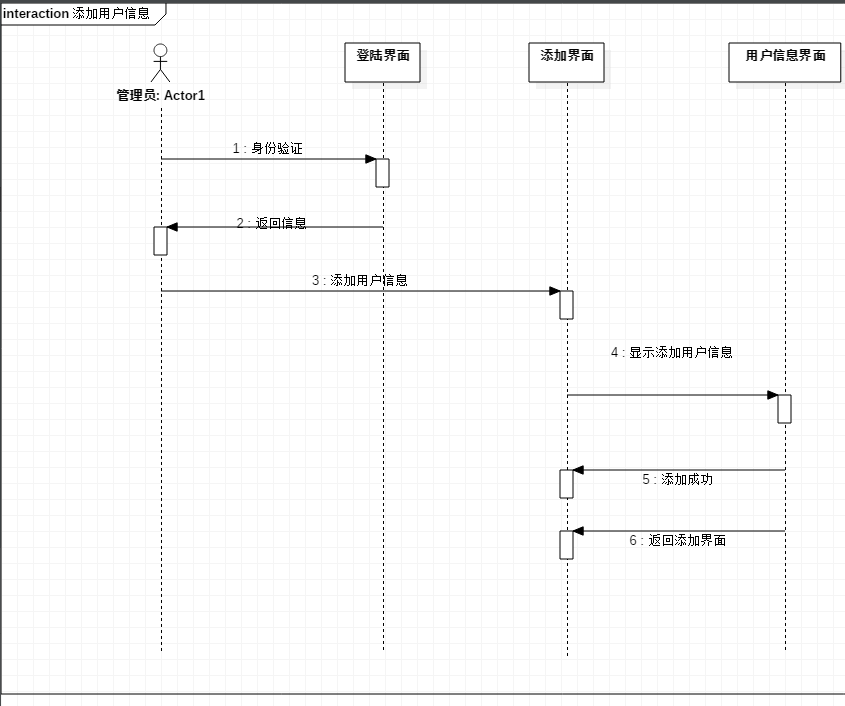 interaction 添加用户信息
登陆界面
添加界面
用户信息界面
管理员: Actor1
1 : 身份验证
2 : 返回信息
3 : 添加用户信息
4 : 显示添加用户信息
5 : 添加成功
6 : 返回添加界面